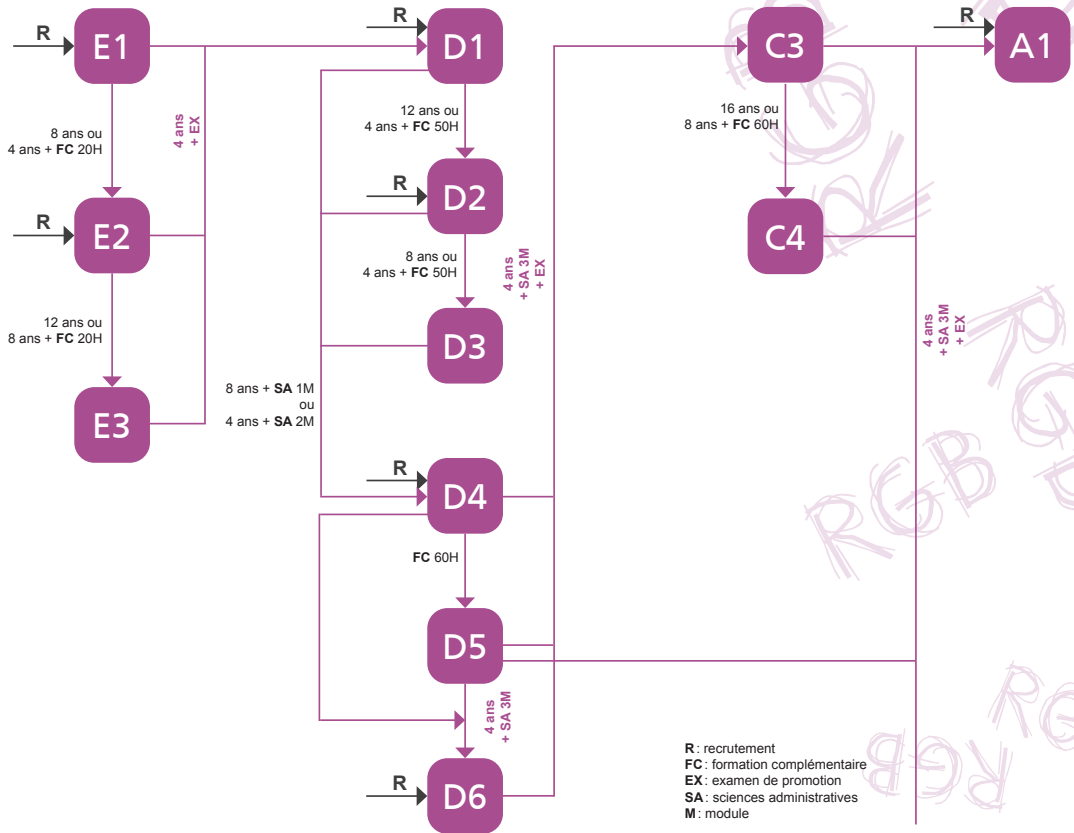 R
E1
R
D1
C3
R
A1
8 ans ou
4 ans + FC 20H
4 ans
+ EX
12 ans ou
4 ans + FC 50H
16 ans ou
8 ans + FC 60H
R
E2
R
D2
C4
8 ans ou
4 ans + FC 50H
4 ans
+ SA 3M
+ EX
4 ans
+ SA 3M
+ EX
12 ans ou
8 ans + FC 20H
D3
E3
8 ans + SA 1M
ou
4 ans + SA 2M
R
D4
FC 60H
D5
4 ans
+ SA 3M
R
D6
R : recrutement
FC : formation complémentaire
EX : examen de promotion
SA : sciences administratives
M : module
RGB
RGB